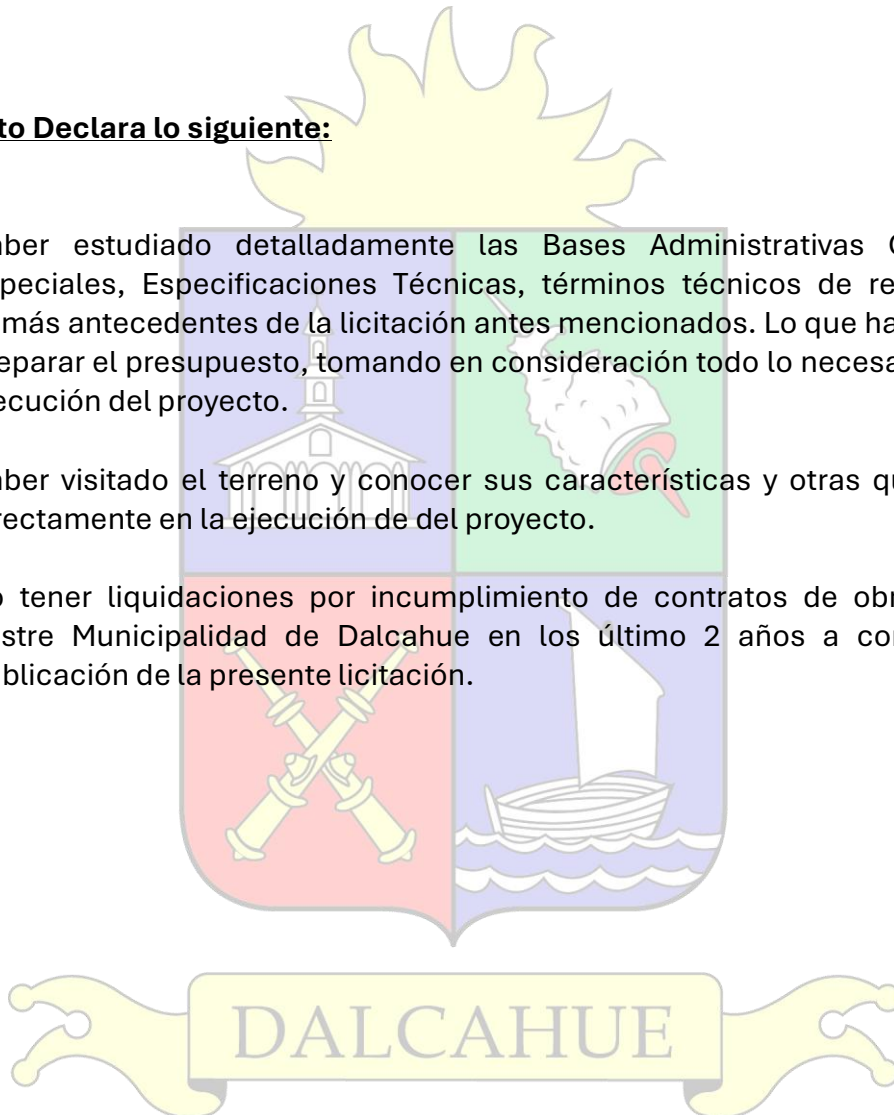 to Declara lo siguiente:
ber estudiado detalladamente las Bases Administrativas
peciales, Especificaciones Técnicas, términos técnicos de re
más antecedentes de la licitación antes mencionados. Lo que ha
eparar el presupuesto, tomando en consideración todo lo necesa
ecución del proyecto.
ber visitado el terreno y conocer sus características y otras qu
rectamente en la ejecución de del proyecto.
o tener liquidaciones por incumplimiento de contratos de obr
stre Municipalidad de Dalcahue en los último 2 años a con
blicación de la presente licitación.
DALCAHUE